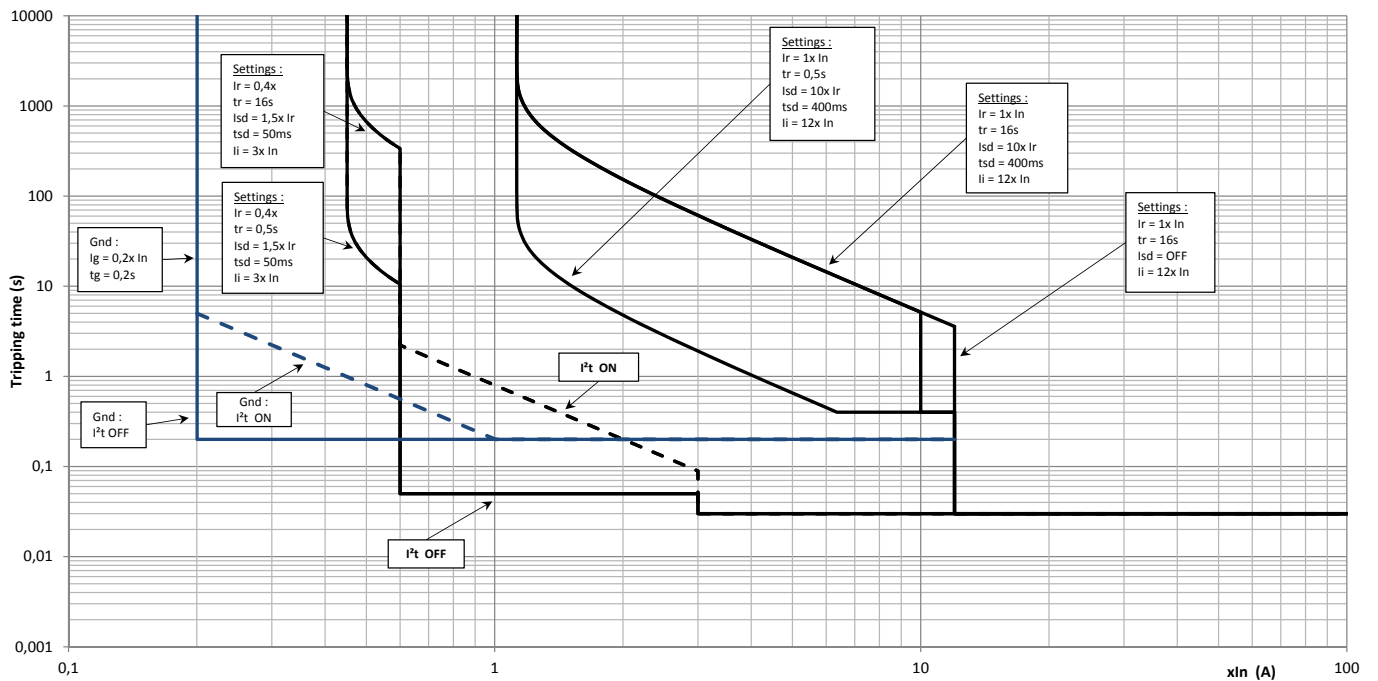 10000
1000
100
10
1
0,1
0,01
0,001
Tripping time (s)
0,1
1
10
100
xIn (A)
Settings :
Ir = 0,4x
tr = 16s
Isd = 1,5x Ir
tsd = 50ms
Ii = 3x In
Settings :
Ir = 0,4x
tr = 0,5s
Isd = 1,5x Ir
tsd = 50ms
Ii = 3x In
Gnd :
Ig = 0,2x In
tg = 0,2s
Gnd :
I²t OFF
Gnd :
I²t ON
I²t ON
I²t OFF
Settings :
Ir = 1x In
tr = 0,5s
Isd = 10x Ir
tsd = 400ms
Ii = 12x In
Settings :
Ir = 1x In
tr = 16s
Isd = 10x Ir
tsd = 400ms
Ii = 12x In
Settings :
Ir = 1x In
tr = 16s
Isd = OFF
Ii = 12x In